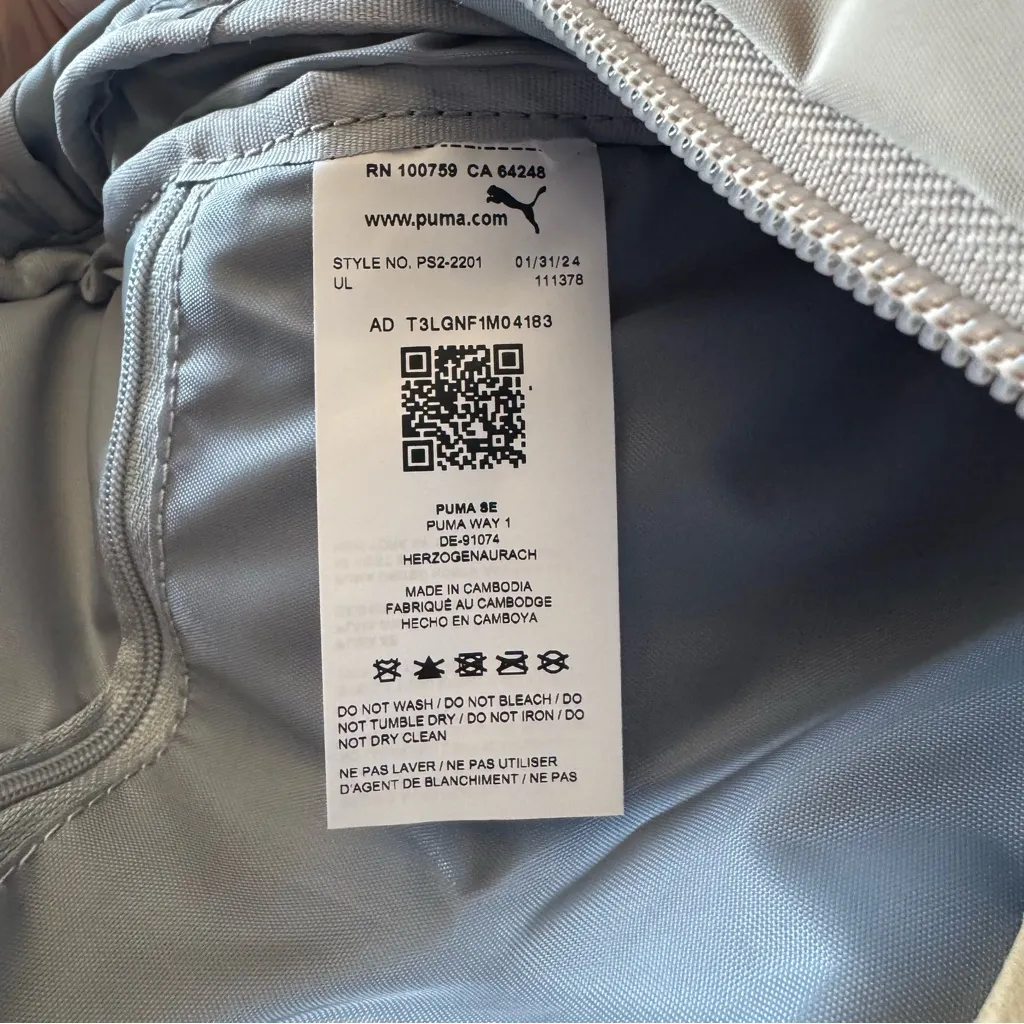 RN 100759 CA 64248
www.puma.com
STYLE NO. PS2-2201 01/31/24
UL 111378
AD T3LGNF1M04183
PUMA SE
PUMA WAY 1
DE-91074
HERZOGENAURACH
MADE IN CAMBODIA
FABRIQUÉ AU CAMBODGE
HECHO EN CAMBOYA
DO NOT WASH / DO NOT BLEACH / DO
NOT TUMBLE DRY / DO NOT IRON / DO
NOT DRY CLEAN
NE PAS LAVER / NE PAS UTILISER
D'AGENT DE BLANCHIMENT / NE PAS